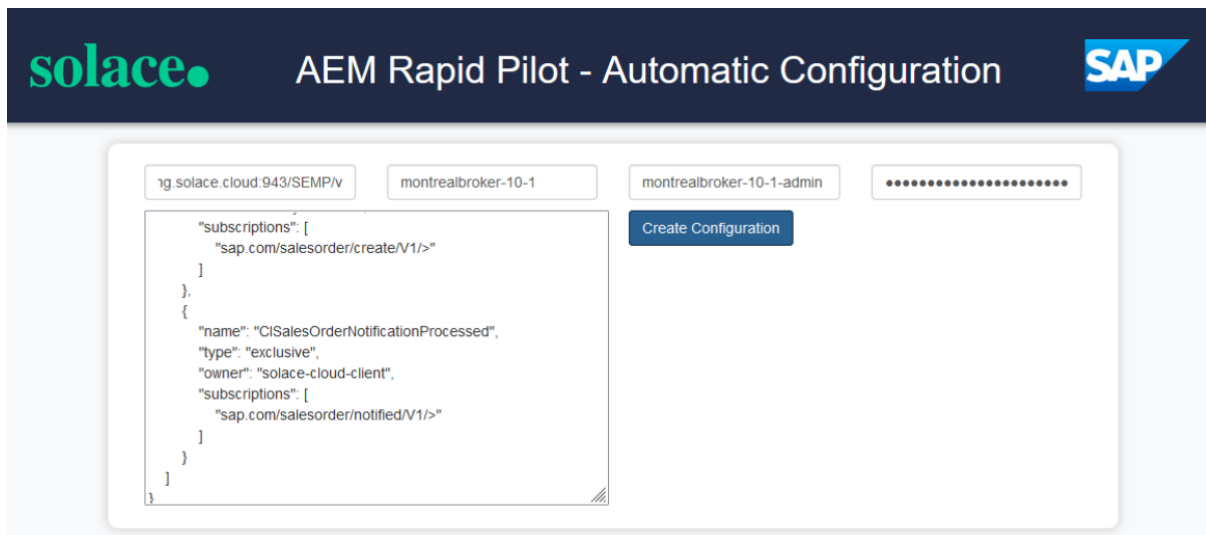 solace
AEM Rapid Pilot - Automatic Configuration
SAP
ng.solace.cloud:943/SEMP/v
montrealbroker-10-1
montrealbroker-10-1-admin
••••••••••••••••••••••
"subscriptions": [
"sap.com/salesorder/create/V1/>"
]
},
{
"name": "CISalesOrderNotificationProcessed",
"type": "exclusive",
"owner": "solace-cloud-client",
"subscriptions": [
"sap.com/salesorder/notified/V1/>"
]
}
]
}
Create Configuration